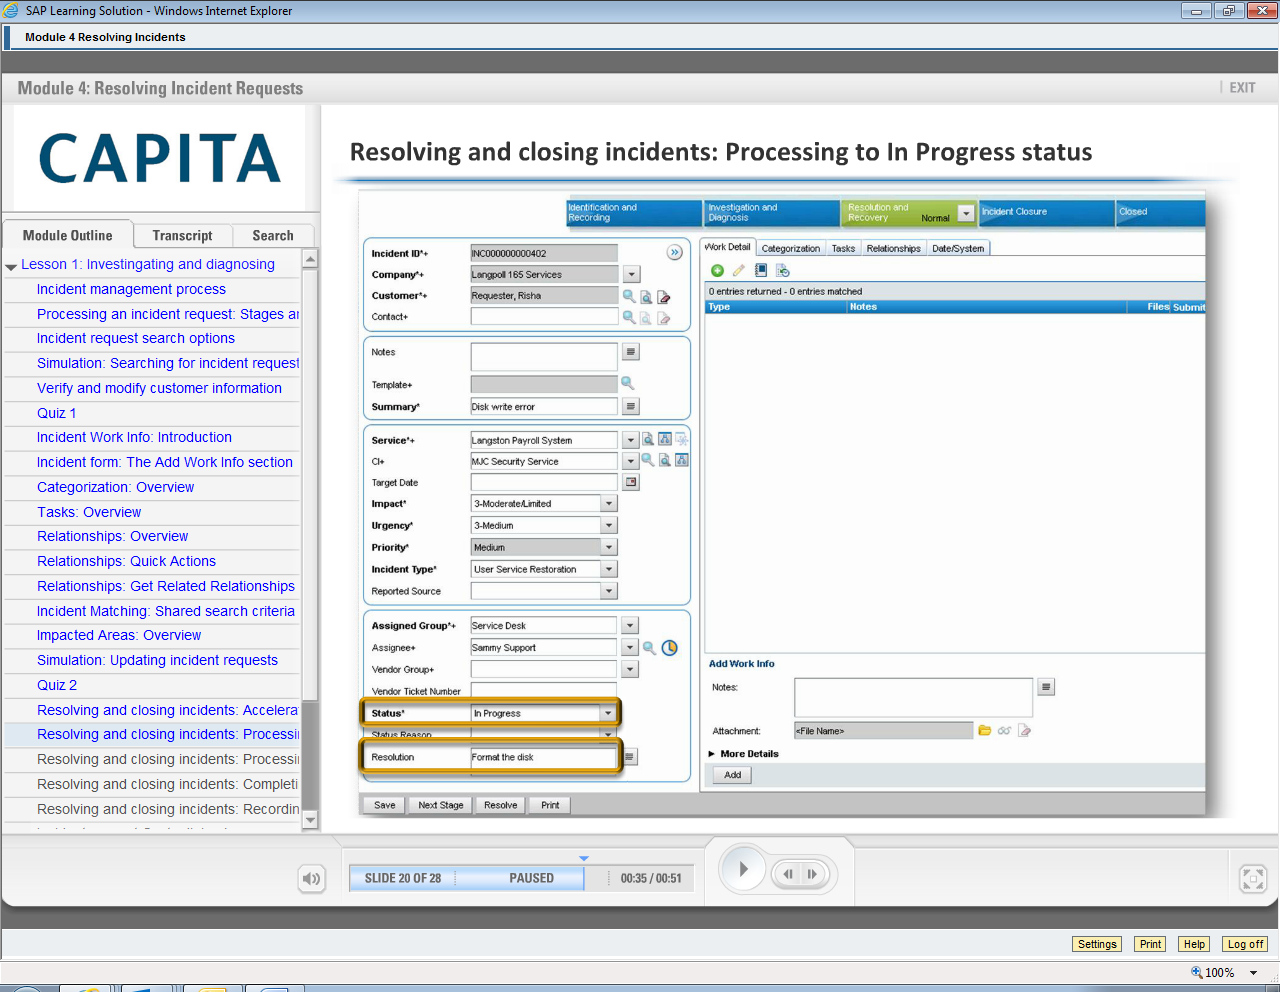 SAP Learning Solution - Windows Internet Explorer
Module 4 Resolving Incidents
Module 4: Resolving Incident Requests
EXIT
CAPITA
Module Outline
Transcript
Search
Lesson 1: Investingating and diagnosing
Incident management process
Processing an incident request: Stages ar
Incident request search options
Simulation: Searching for incident request
Verify and modify customer information
Quiz 1
Incident Work Info: Introduction
Incident form: The Add Work Info section
Categorization: Overview
Tasks: Overview
Relationships: Overview
Relationships: Quick Actions
Relationships: Get Related Relationships
Incident Matching: Shared search criteria
Impacted Areas: Overview
Simulation: Updating incident requests
Quiz 2
Resolving and closing incidents: Accelera
Resolving and closing incidents: Processi
Resolving and closing incidents: Processi
Resolving and closing incidents: Completi
Resolving and closing incidents: Recordin
Resolving and closing incidents: Processing to In Progress status
Identification and Recording
Investigation and Diagnosis
Resolution and Recovery
Normal
Incident Closure
Closed
Incident ID*+
INC000000000402
Company*+
Langpoll 165 Services
Customer*+
Requester, Risha
Contact+
Notes
Template+
Summary*
Disk write error
Service*+
Langston Payroll System
CI+
MJC Security Service
Target Date
Impact*
3-Moderate/Limited
Urgency*
3-Medium
Priority*
Medium
Incident Type*
User Service Restoration
Reported Source
Assigned Group*+
Service Desk
Assignee+
Sammy Support
Vendor Group+
Vendor Ticket Number
Status*
In Progress
Status Reason
Resolution
Format the disk
Save
Next Stage
Resolve
Print
Work Detail
Categorization
Tasks
Relationships
Date/System
0 entries returned - 0 entries matched
Type
Notes
Files
Submit
Add Work Info
Notes:
Attachment:
<File Name>
More Details
Add
SLIDE 20 OF 28
PAUSED
00:35 / 00:51
Settings
Print
Help
Log off
100%